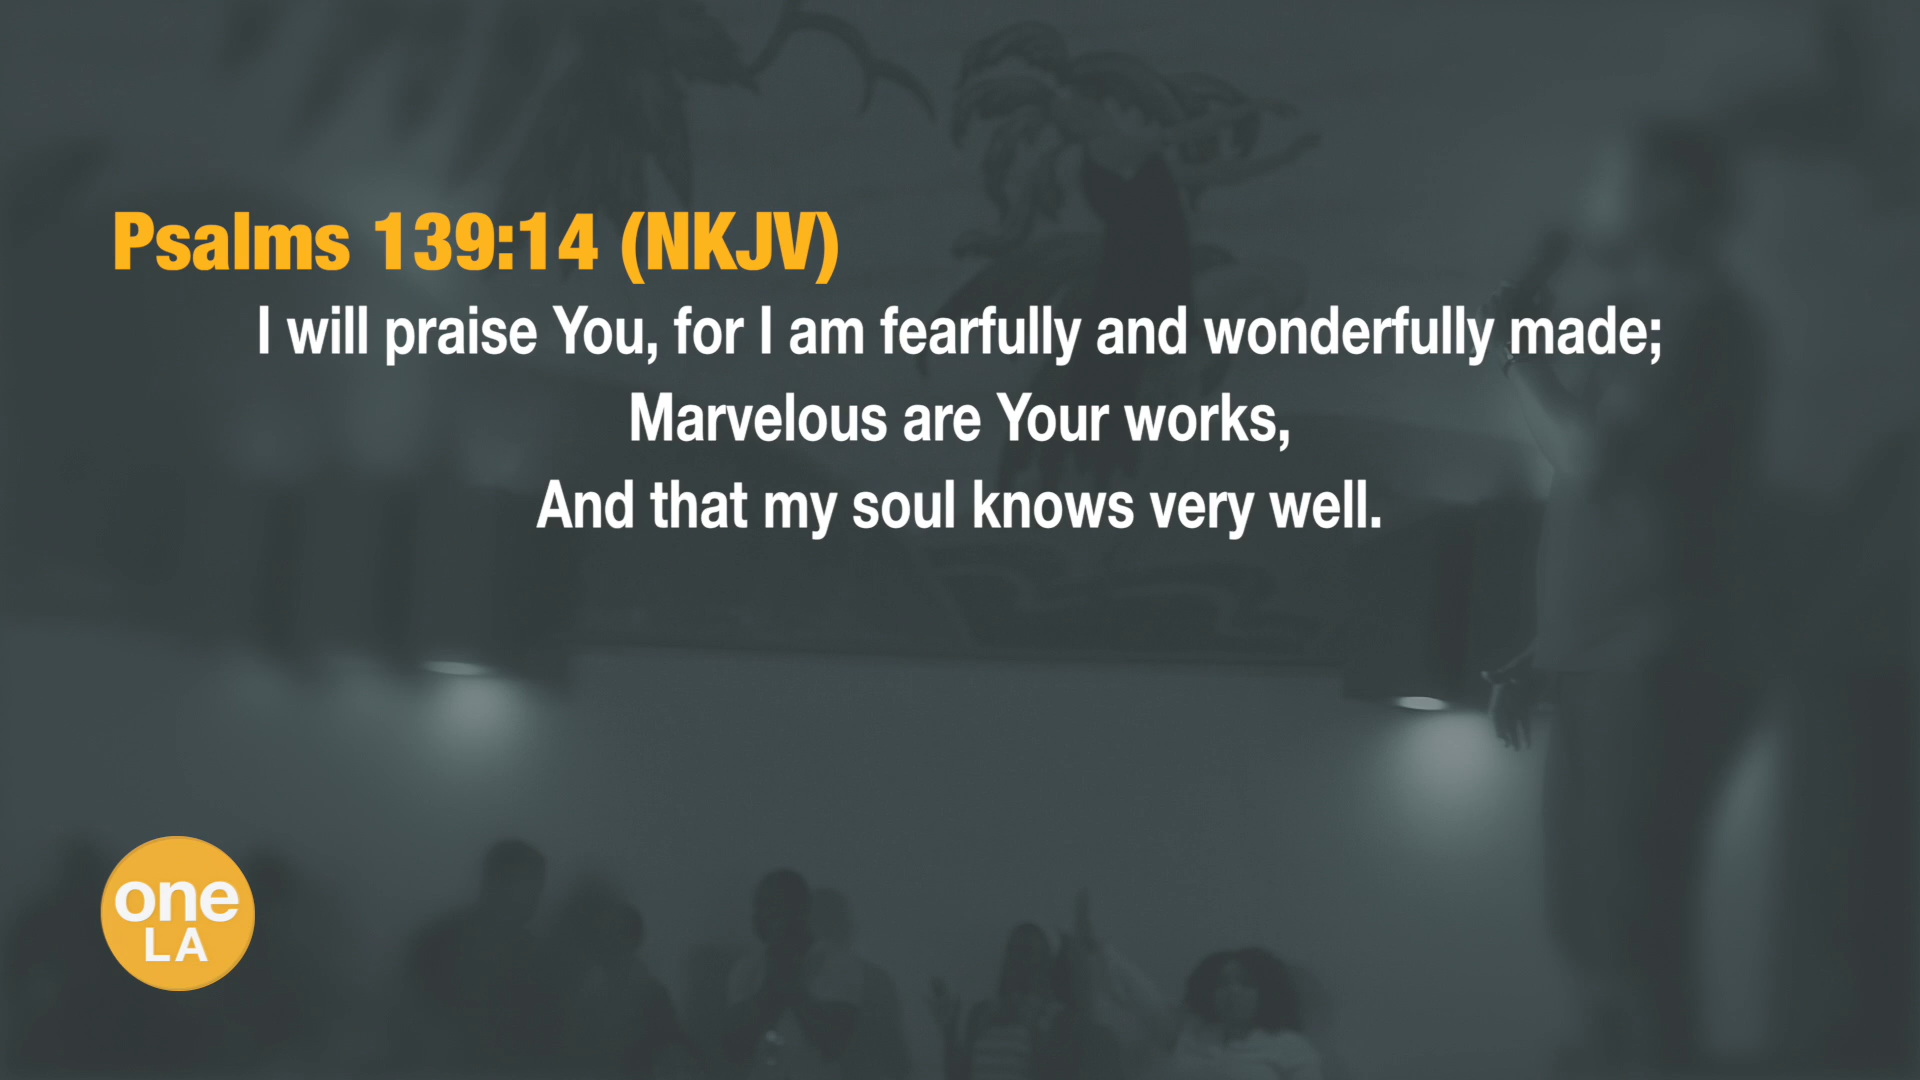 Psalms 139:14 (NKJV)
I will praise You, for I am fearfully and wonderfully made;
Marvelous are Your works,
And that my soul knows very well.
one
LA